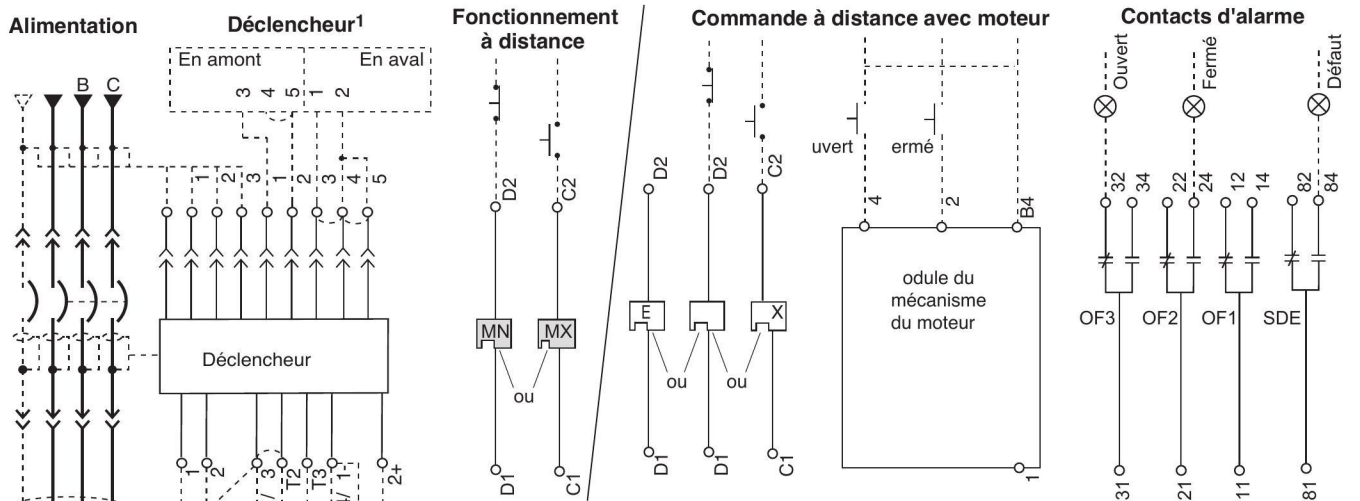 Alimentation
Déclencheur1
Fonctionnement
à distance
Commande à distance avec moteur
Contacts d'alarme
En amont
En aval
B
C
3
4
5
1
2
1
2
3
1
2
3
4
5
Déclencheur
1
2
3
T2
T3
1-
2+
D2
C2
MN
MX
ou
D1
C1
D2
D2
C2
E
X
ou
ou
D1
D1
C1
uvert
ermé
4
2
B4
odule du
mécanisme
du moteur
1
Ouvert
Fermé
Défaut
32
34
22
24
12
14
82
84
OF3
OF2
OF1
SDE
31
21
11
81